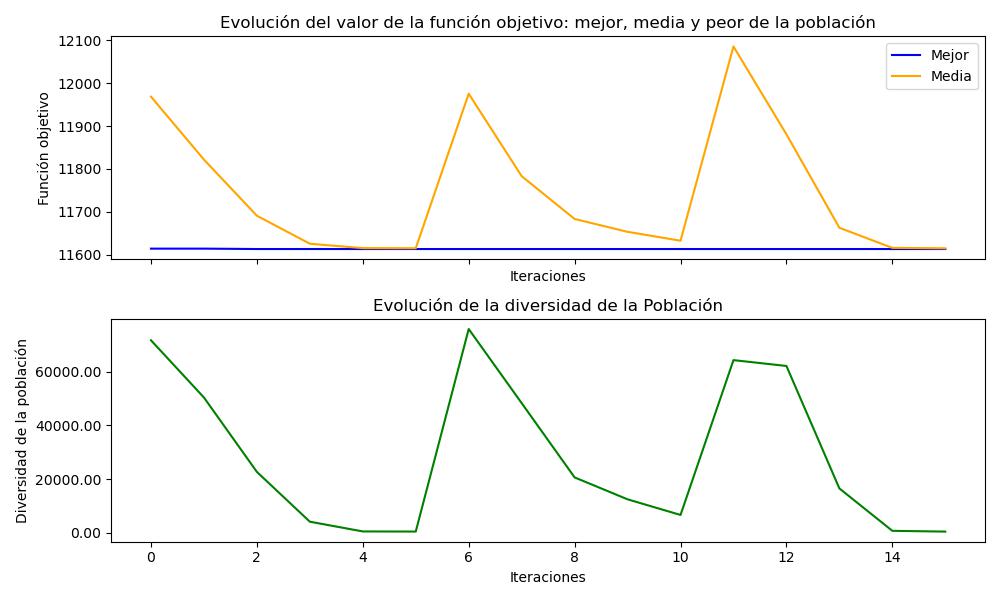 Evolución del valor de la función objetivo: mejor, media y peor de la población
12100
12000
11900
11800
11700
11600
Función objetivo
Mejor
Media
Iteraciones
Evolución de la diversidad de la Población
60000.00
40000.00
20000.00
0.00
Diversidad de la población
0 2 4 6 8 10 12 14
Iteraciones